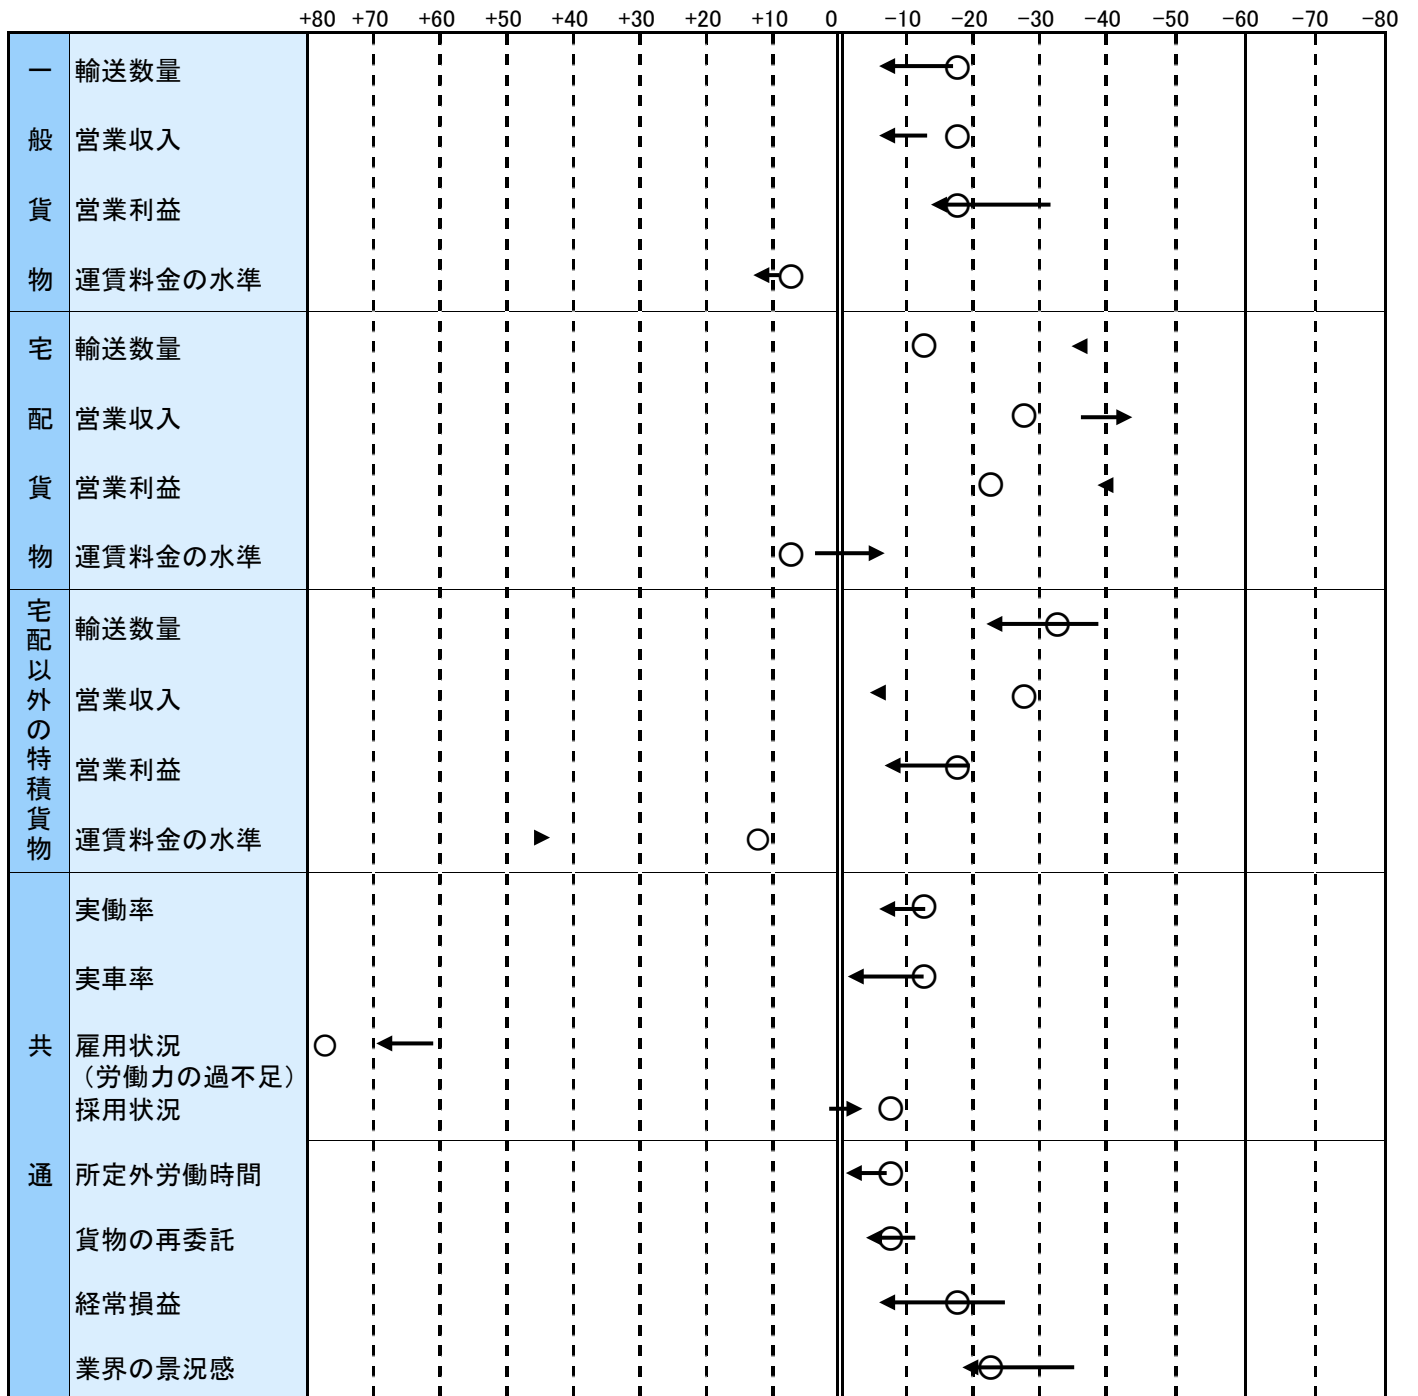 +80 +70 +60 +50 +40 +30 +20 +10 0 -10 -20 -30 -40 -50 -60 -70 -80
一般貨物
輸送数量
営業収入
営業利益
運賃料金の水準
宅配貨物
輸送数量
営業収入
営業利益
運賃料金の水準
宅配以外の特積貨物
輸送数量
営業収入
営業利益
運賃料金の水準
共通
実働率
実車率
雇用状況
（労働力の過不足）
採用状況
所定外労働時間
貨物の再委託
経常損益
業界の景況感